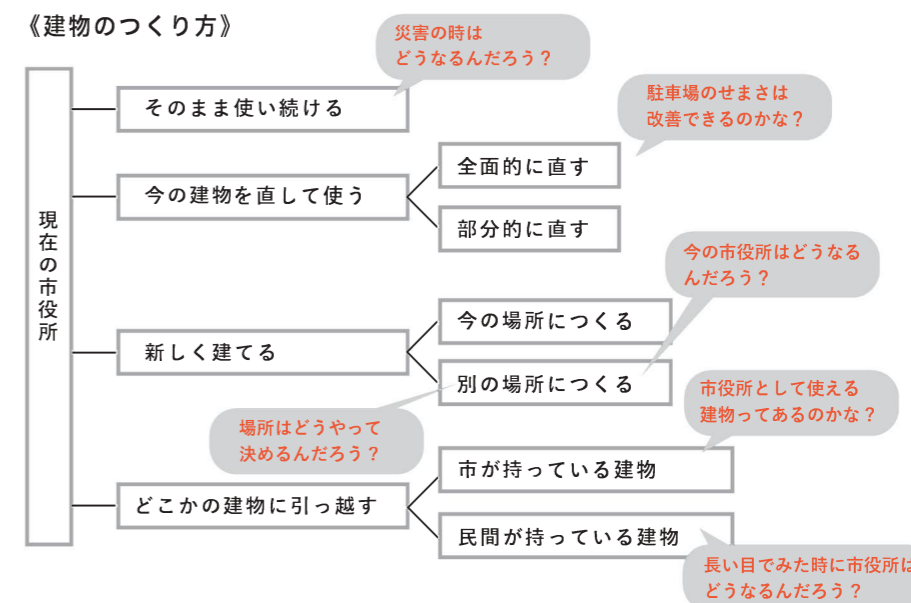 《建物のつくり方》
災害の時は
どうなるんだろう？
そのまま使い続ける
駐車場のせまさは
改善できるのかな？
全面的に直す
今の建物を直して使う
部分的に直す
現在の市役所
今の市役所はどうなる
んだろう？
今の場所につくる
新しく建てる
別の場所につくる
市役所として使える
建物ってあるのかな？
場所はどうやって
決めるんだろう？
市が持っている建物
どこかの建物に引っ越す
民間が持っている建物
長い目でみた時に市役所は
どうなるんだろう？